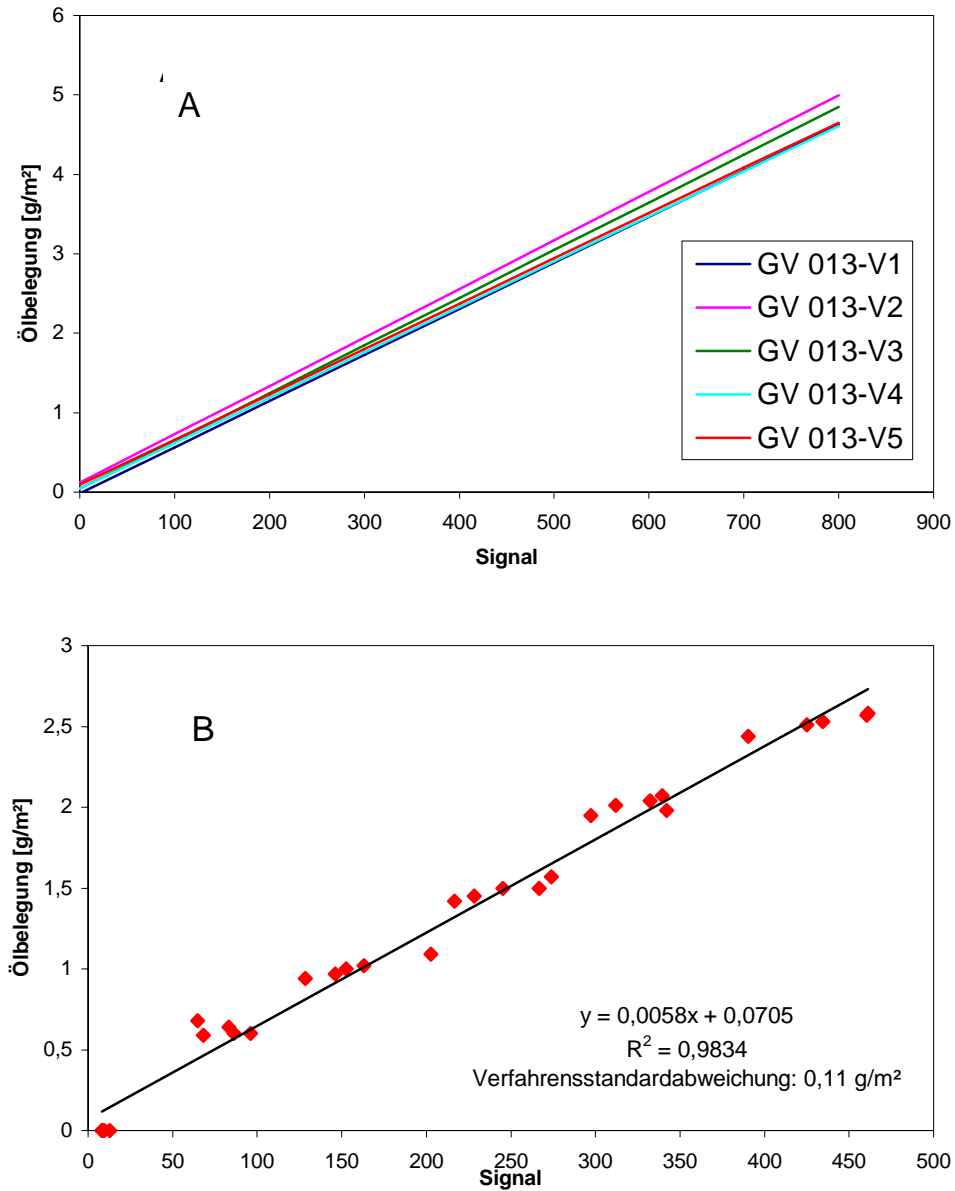 6
5
4
3
2
1
0
A
Ölbelegung [g/m²]
GV 013-V1
GV 013-V2
GV 013-V3
GV 013-V4
GV 013-V5
0 100 200 300 400 500 600 700 800 900
Signal
3
2,5
2
1,5
1
0,5
0
B
Ölbelegung [g/m²]
y = 0,0058x + 0,0705
R² = 0,9834
Verfahrensstandardabweichung: 0,11 g/m²
0 50 100 150 200 250 300 350 400 450 500
Signal